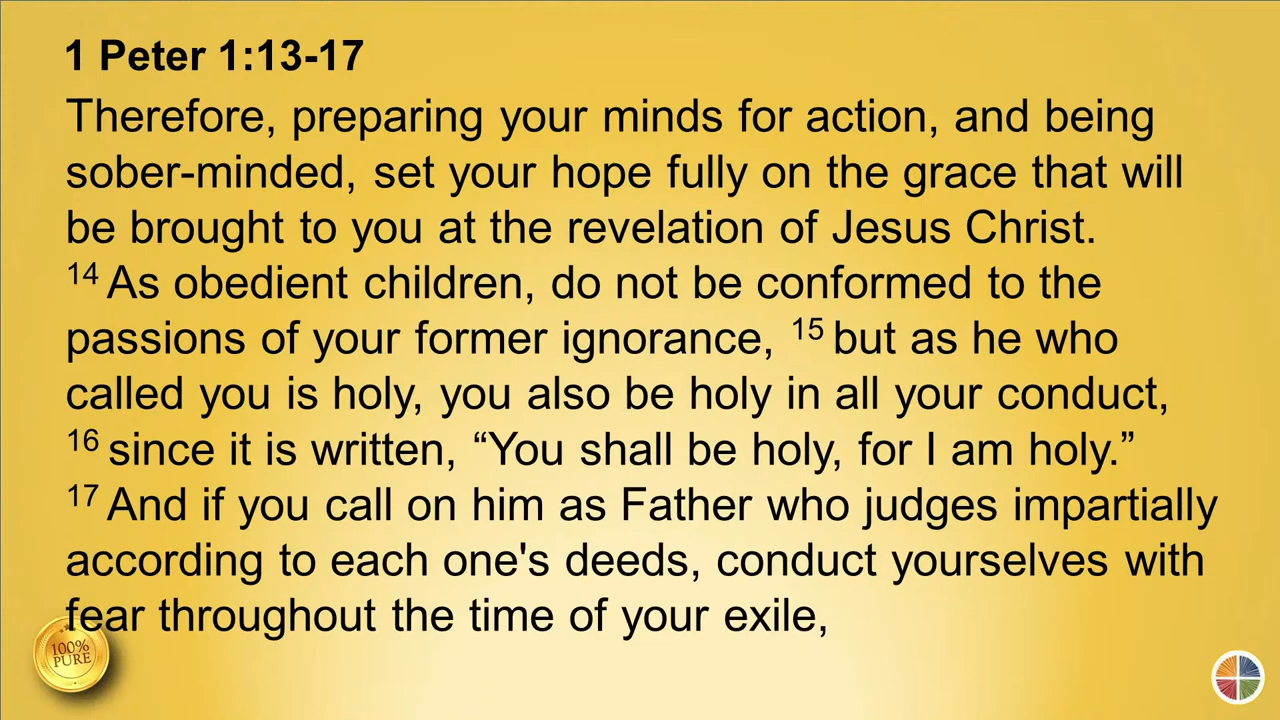 1 Peter 1:13-17
Therefore, preparing your minds for action, and being
sober-minded, set your hope fully on the grace that will
be brought to you at the revelation of Jesus Christ.
14 As obedient children, do not be conformed to the
passions of your former ignorance, 15 but as he who
called you is holy, you also be holy in all your conduct,
16 since it is written, “You shall be holy, for I am holy.”
17 And if you call on him as Father who judges impartially
according to each one's deeds, conduct yourselves with
fear throughout the time of your exile,
100%
PURE